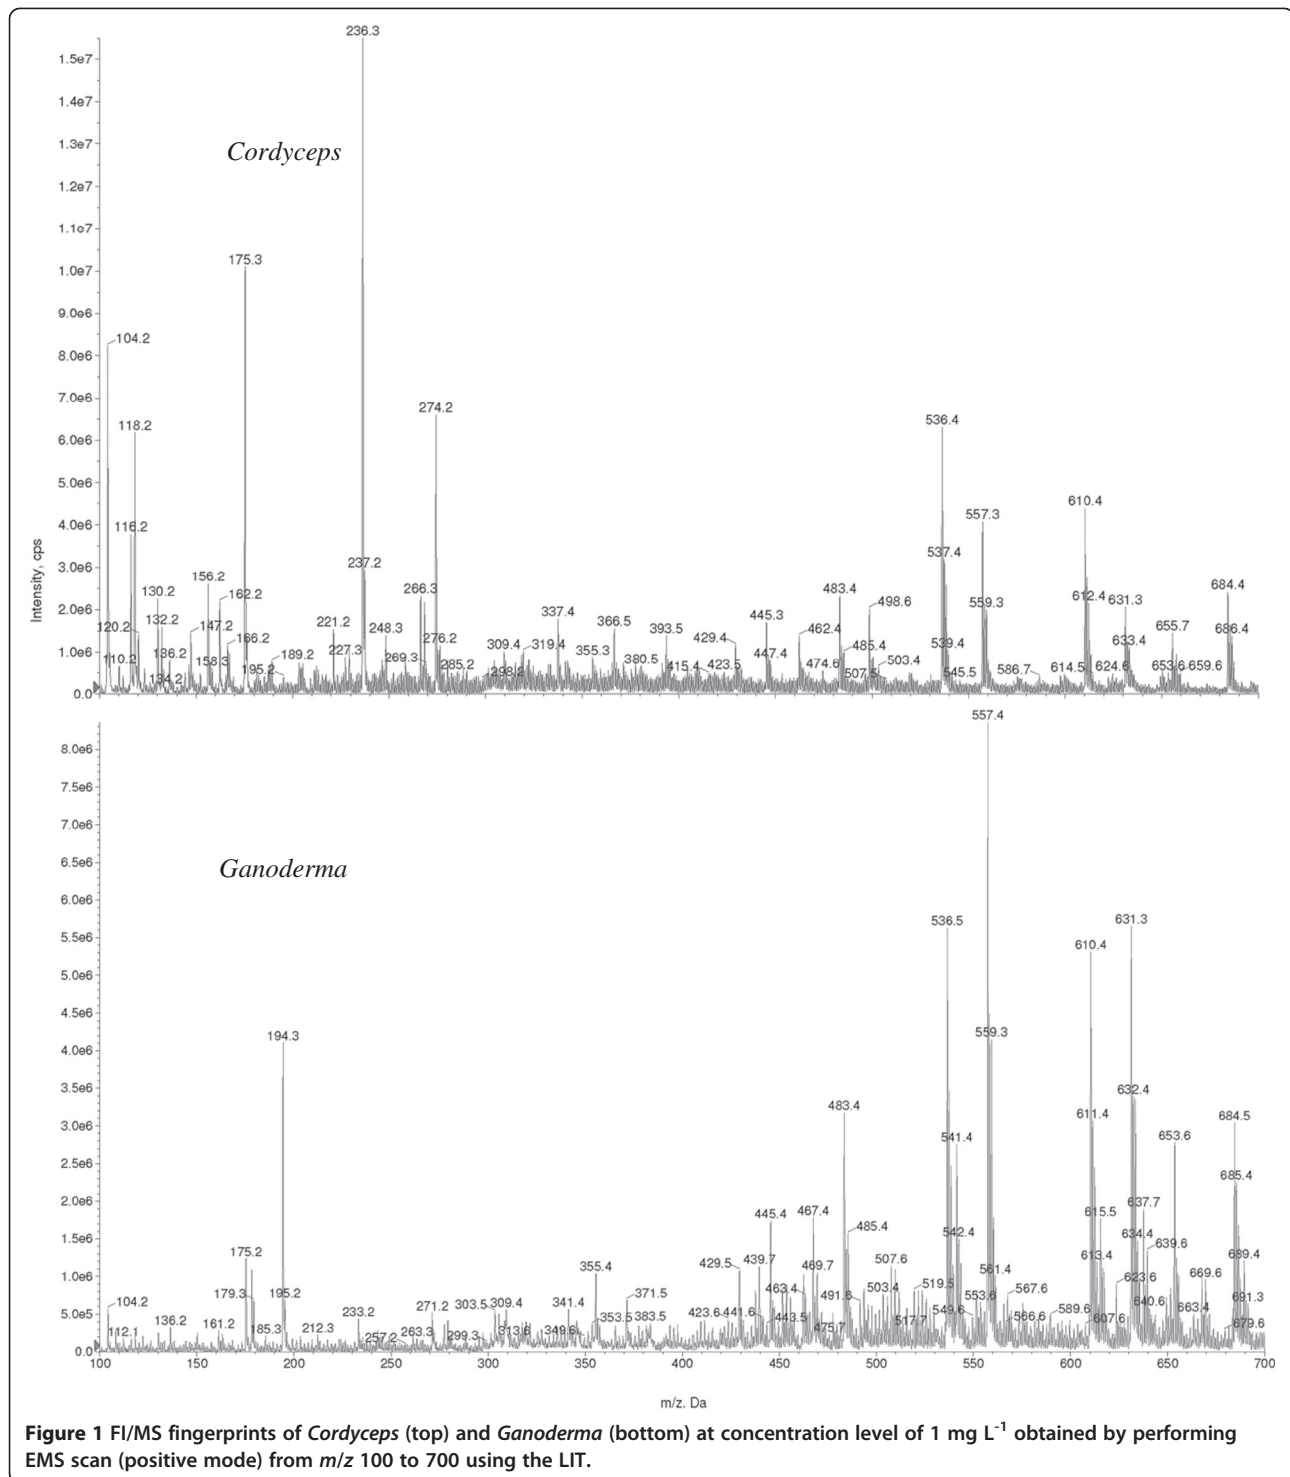 236.3
1.5e7
1.4e7
1.3e7
Cordyceps
1.2e7
1.1e7
175.3
1.0e7
9.0e6
104.2
8.0e6
7.0e6
274.2
118.2
536.4
6.0e6
5.0e6
610.4
116.2
557.3
4.0e6
Intensity, cps
237.2
537.4
3.0e6
156.2
130.2 162.2 266.3 483.4 684.4
559.3 612.4
2.0e6
132.2 498.6 631.3
120.2 147.2 221.2 248.3 337.4 366.5 445.3
166.2 276.2 393.5 429.4 462.4 655.7 686.4
1.0e6
110.2 136.2 158.3 189.2 227.3 269.3 309.4 319.4 355.3 447.4 485.4 539.4 633.4
134.2 195.2 285.2 298.2 380.5 415.4 423.5 474.6 507.5 503.4 545.5 586.7 614.5 624.6 653.6 659.6
0.0
557.4
8.0e6
7.5e6
7.0e6
6.5e6
Ganoderma
6.0e6
536.5 631.3
5.5e6
610.4
5.0e6
4.5e6
194.3
559.3
4.0e6
3.5e6
632.4
483.4
3.0e6
611.4 684.5
541.4 653.6
2.5e6
685.4
2.0e6
445.4 467.4 615.5 637.7
485.4 542.4 634.4
1.5e6
175.2 639.6
439.7 469.7 507.6 613.4 689.4
355.4 429.5 561.4
1.0e6
179.3 195.2 463.4 503.4 519.5 567.6 623.6 669.6
104.2 271.2 303.5 309.4 341.4 371.5 491.6 553.6 640.6 691.3
5.0e5
136.2 233.2 353.5 383.5 423.6 441.6 443.5 517.7 549.6 566.6 589.6 607.6 663.4
112.1 161.2 185.3 212.3 257.2 263.3 299.3 313.6 349.6 475.7 679.6
0.0
100 150 200 250 300 350 400 450 500 550 600 650 700
m/z. Da
Figure 1 FI/MS fingerprints of Cordyceps (top) and Ganoderma (bottom) at concentration level of 1 mg L-1 obtained by performing
EMS scan (positive mode) from m/z 100 to 700 using the LIT.